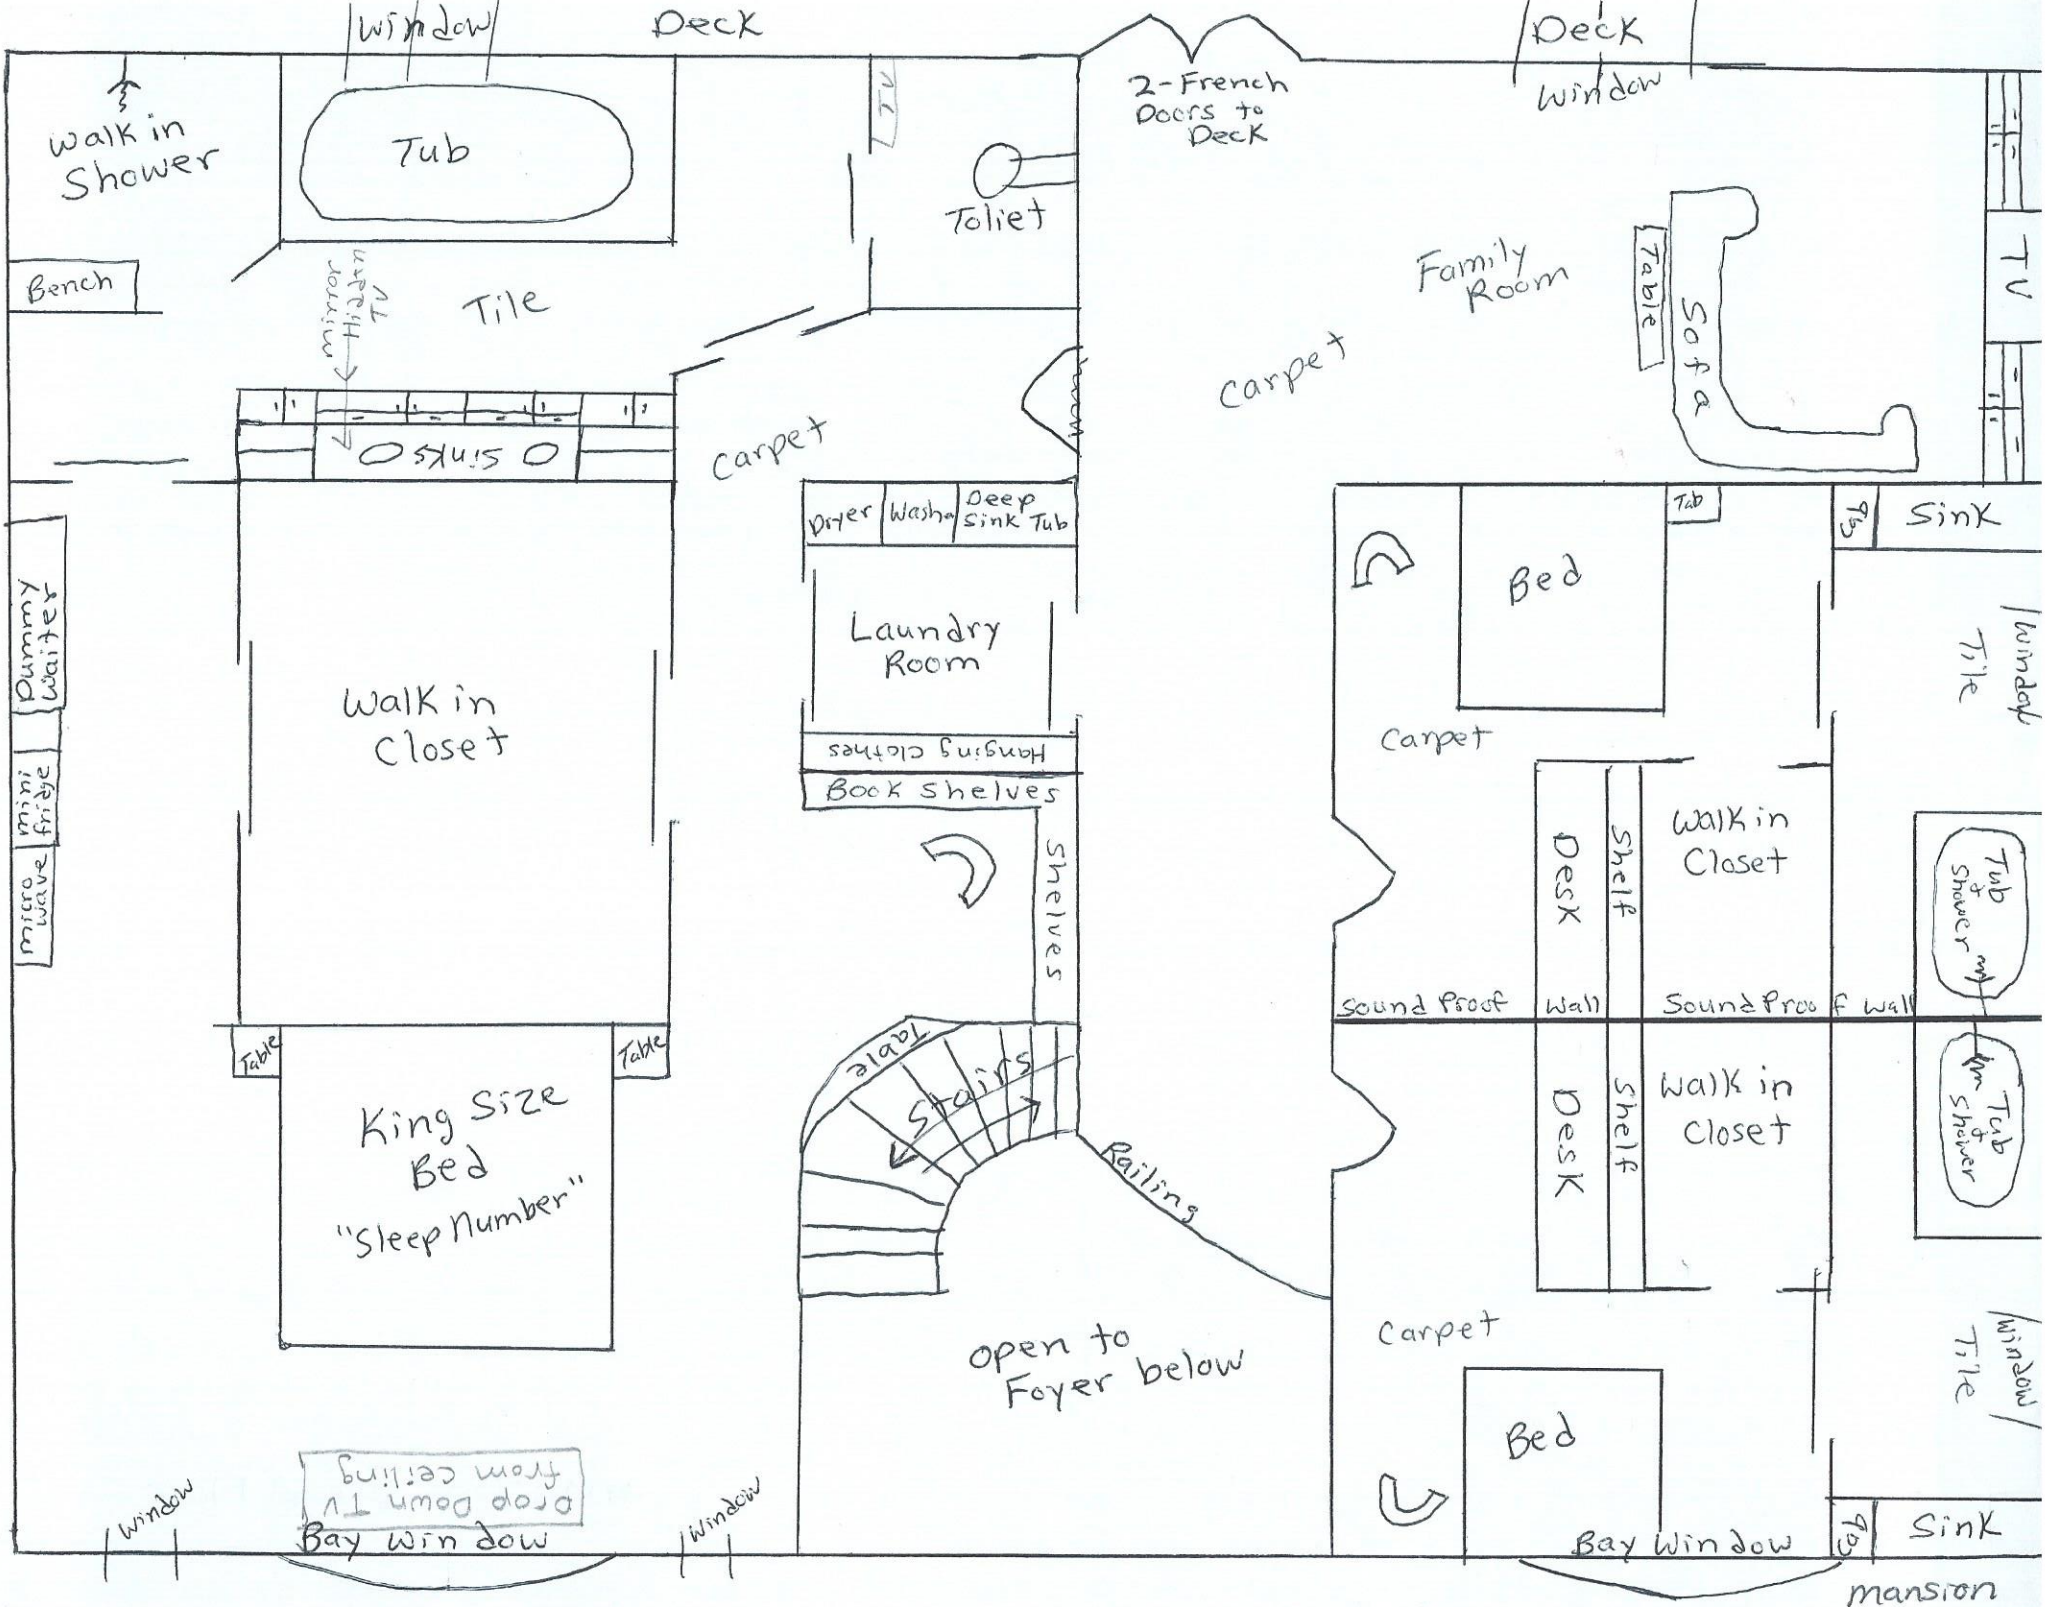 window
Deck
Deck
window
2-French
Doors to
Deck
walk in
Shower
Tub
TV
Toliet
Bench
TV
Hidden
mirror
Tile
Family
Room
Table
Sofa
TV
carpet
carpet
sinks
Dryer
Washa
Deep
Sink Tub
Bed
Tab
Sink
Dummy
waiter
Laundry
Room
window
Tile
walk in
Closet
Hanging Clothes
Book Shelves
carpet
mini
fridge
micro
wave
Shelves
Desk
Shelf
walk in
Closet
Tub
+
Shower
Sound Proof Wall
Sound Proof Wall
Table
Table
Table
Stairs
King Size
Bed
"Sleep Number"
Railing
Desk
Shelf
walk in
Closet
Tub
+
Shower
open to
Foyer below
carpet
window
Tile
Bed
Drop Down TV
from ceiling
window
Bay window
window
Bay window
Sink
mansion